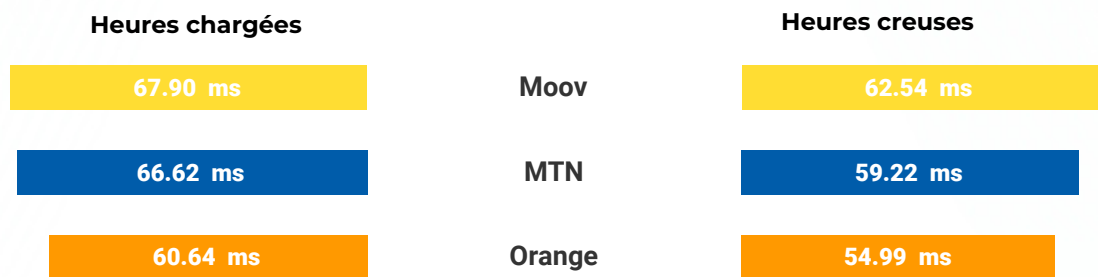 Heures chargées Heures creuses
67.90 ms Moov 62.54 ms
66.62 ms MTN 59.22 ms
60.64 ms Orange 54.99 ms